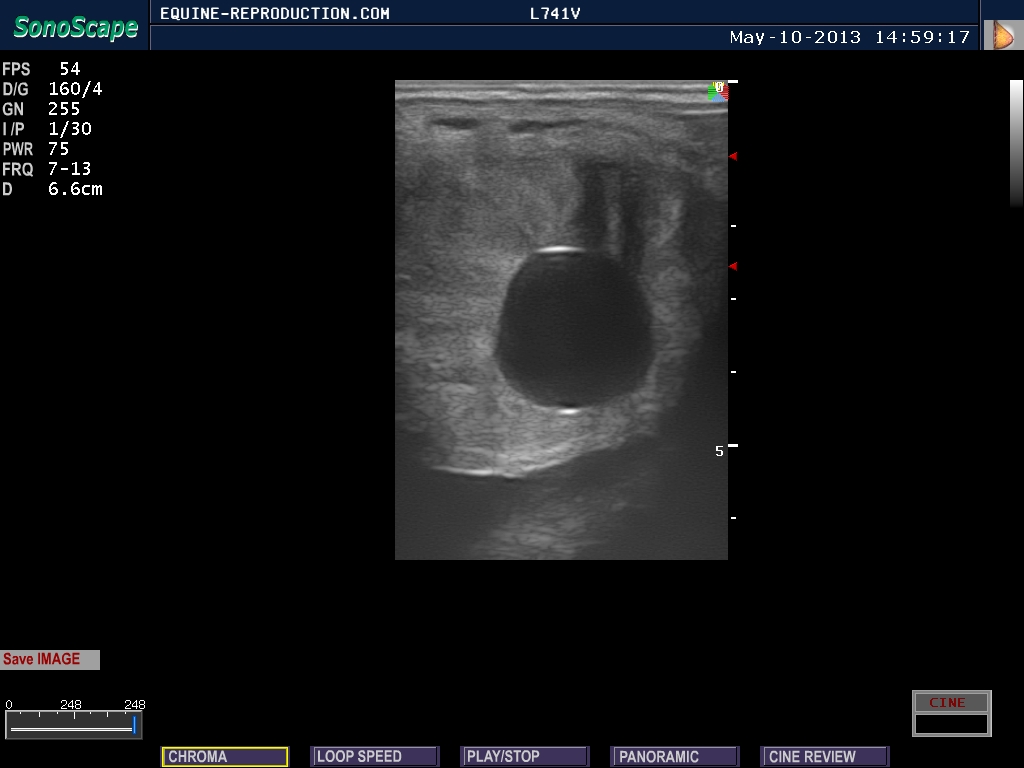 SonoScape
EQUINE-REPRODUCTION.COM L741V
May-10-2013 14:59:17
FPS 54
D/G 160/4
GN 255
I/P 1/30
PWR 75
FRQ 7-13
D 6.6cm
0
5
Save IMAGE
0 248 248
CINE
CHROMA LOOP SPEED PLAY/STOP PANORAMIC CINE REVIEW